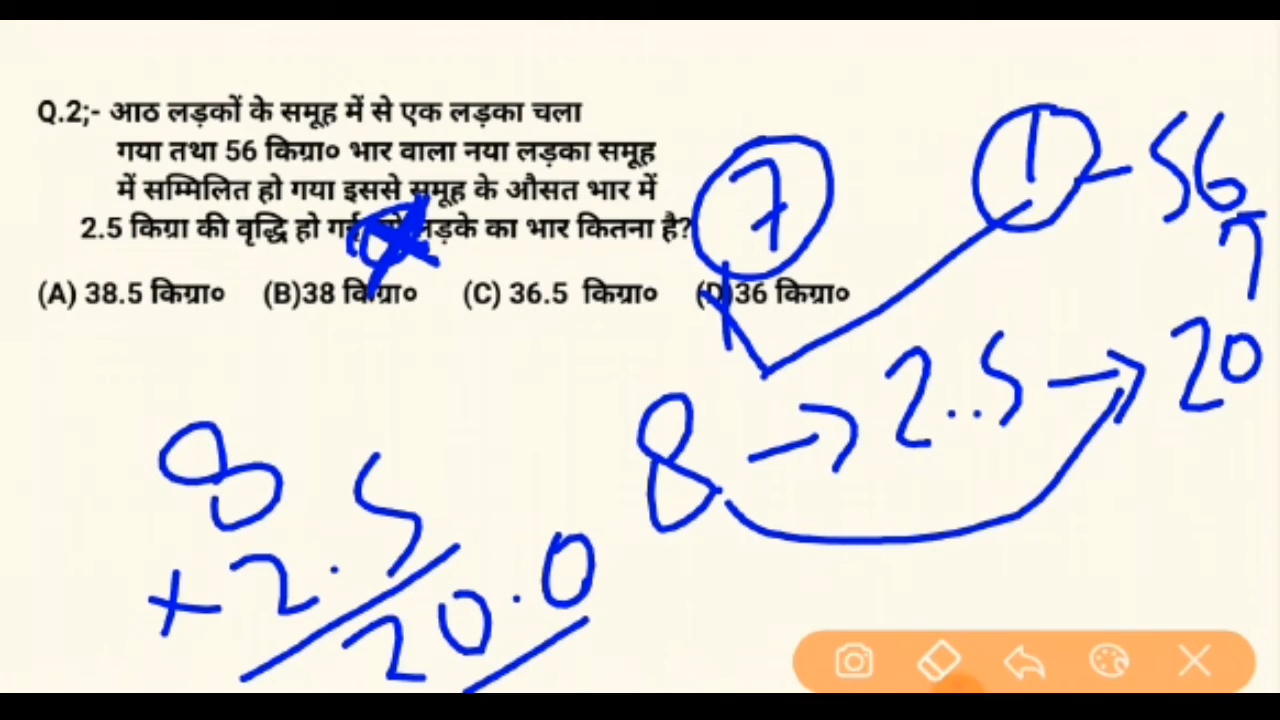 Q.2;- आठ लड़कों के समूह में से एक लड़का चला
गया तथा 56 किग्रा० भार वाला नया लड़का समूह
में सम्मिलित हो गया इससे समूह के औसत भार में
2.5 किग्रा की वृद्धि हो गई लड़के का भार कितना है?
(A) 38.5 किग्रा० (B)38 किग्रा० (C) 36.5 किग्रा० (D)36 किग्रा०
7 1 - 56
7
8 → 2..5 → 20
8
× 2.5
20.0